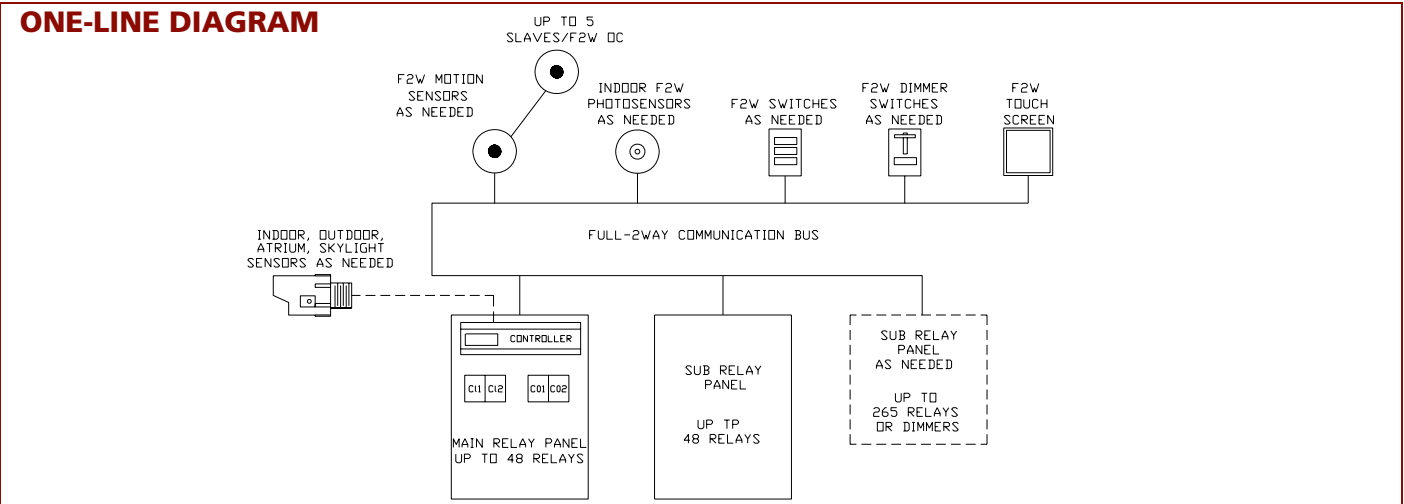 ONE-LINE DIAGRAM
UP TO 5
SLAVES/F2W OC
F2W MOTION
SENSORS
AS NEEDED
INDOOR F2W
PHOTOSENSORS
AS NEEDED
F2W SWITCHES
AS NEEDED
F2W DIMMER
SWITCHES
AS NEEDED
F2W
TOUCH
SCREEN
FULL-2WAY COMMUNICATION BUS
INDOOR, OUTDOOR,
ATRIUM, SKYLIGHT
SENSORS AS NEEDED
CONTROLLER
CI1 CI2 CO1 CO2
MAIN RELAY PANEL
UP TO 48 RELAYS
SUB RELAY
PANEL
UP TP
48 RELAYS
SUB RELAY
PANEL
AS NEEDED
UP TO
265 RELAYS
OR DIMMERS